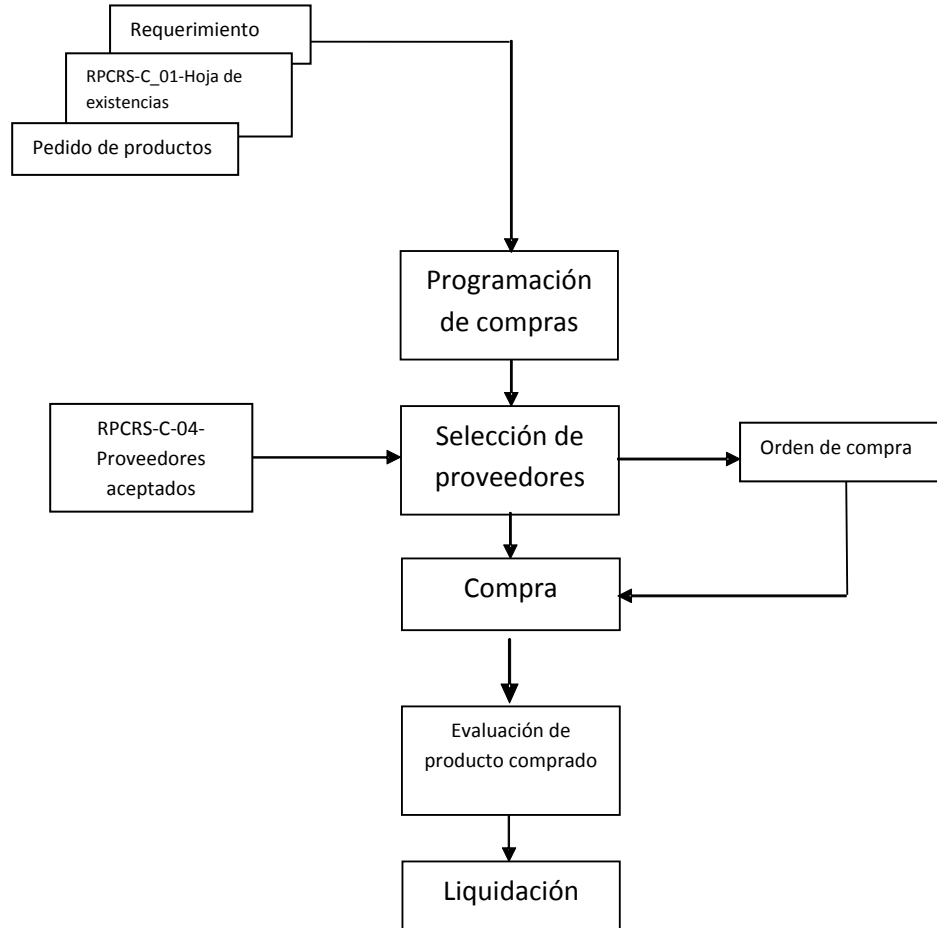 Requerimiento
RPCRS-C_01-Hoja de
existencias
Pedido de productos
Programación
de compras
RPCRS-C-04-
Proveedores
aceptados
Selección de
proveedores
Orden de compra
Compra
Evaluación de
producto comprado
Liquidación